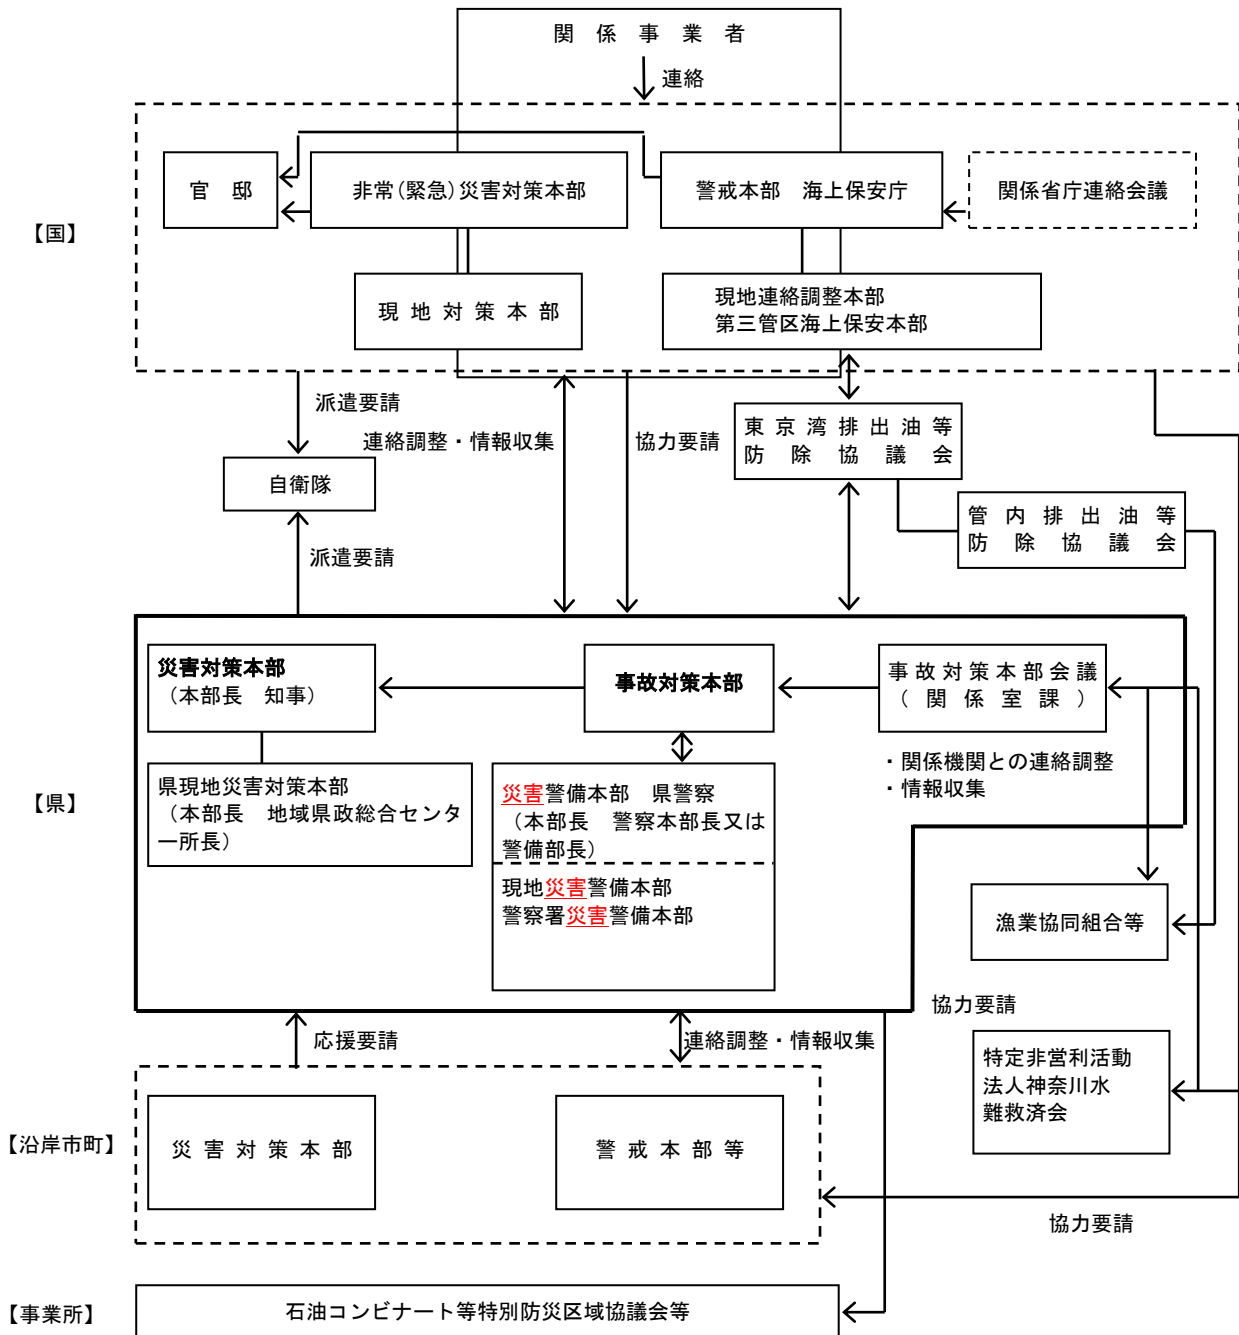 関係事業者
連絡
官邸
非常(緊急)災害対策本部
警戒本部　海上保安庁
関係省庁連絡会議
【国】
現地対策本部
現地連絡調整本部
第三管区海上保安本部
派遣要請
連絡調整・情報収集
協力要請
東京湾排出油等
防除協議会
自衛隊
管内排出油等
防除協議会
派遣要請
災害対策本部
（本部長　知事）
事故対策本部
事故対策本部会議
（関係室課）
・関係機関との連絡調整
・情報収集
【県】
県現地災害対策本部
（本部長　地域県政総合センタ
ー所長）
災害警備本部　県警察
（本部長　警察本部長又は
警備部長）
現地災害警備本部
警察署災害警備本部
漁業協同組合等
協力要請
応援要請
連絡調整・情報収集
特定非営利活動
法人神奈川水
難救済会
【沿岸市町】
災害対策本部
警戒本部等
協力要請
【事業所】
石油コンビナート等特別防災区域協議会等